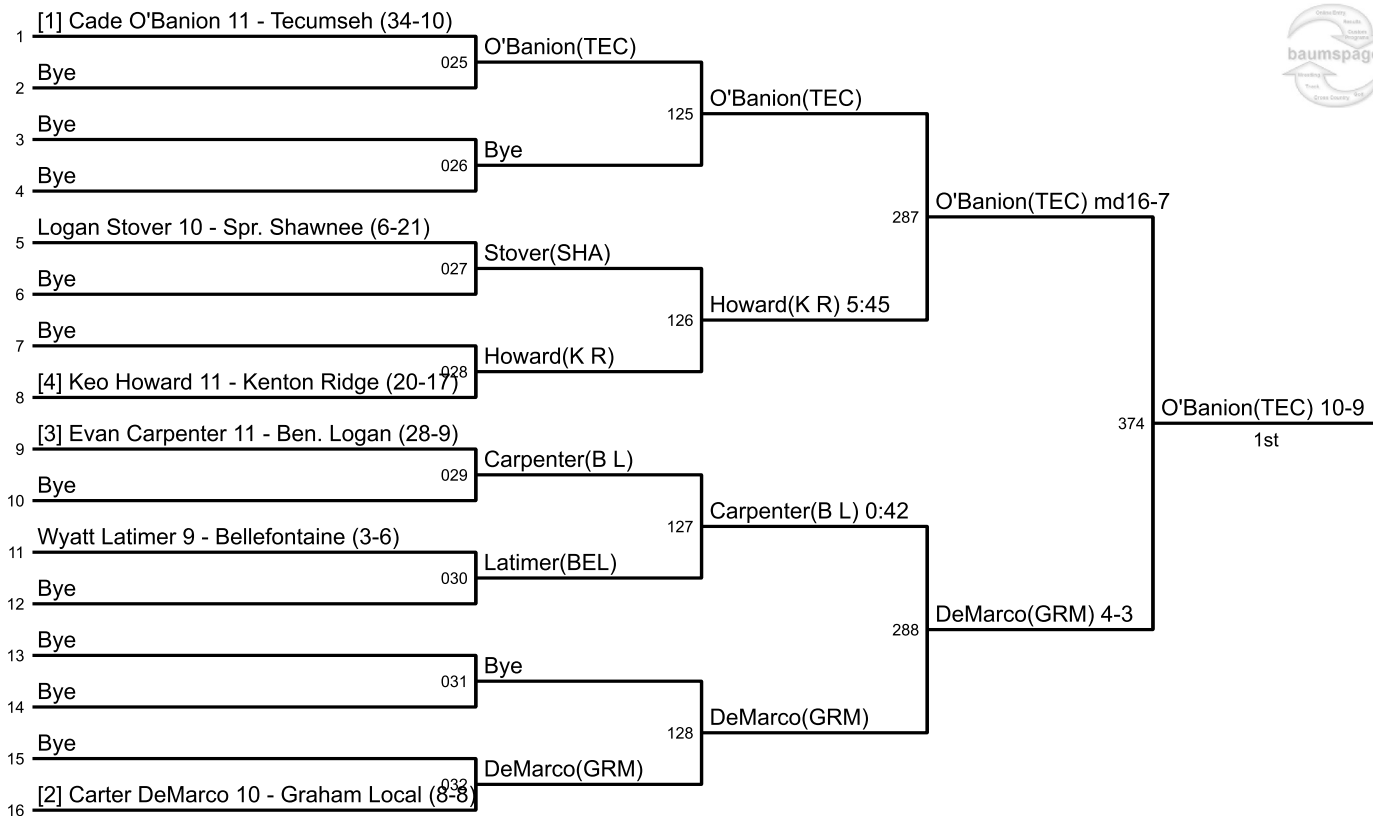 [1] Cade O'Banion 11 - Tecumseh (34-10)
1
O'Banion(TEC)
025
Bye
2
O'Banion(TEC)
125
Bye
3
Bye
026
Bye
4
O'Banion(TEC) md16-7
287
Logan Stover 10 - Spr. Shawnee (6-21)
5
Stover(SHA)
027
Bye
6
Howard(K R) 5:45
126
Bye
7
Howard(K R)
028
[4] Keo Howard 11 - Kenton Ridge (20-17)
8
O'Banion(TEC) 10-9
374
1st
[3] Evan Carpenter 11 - Ben. Logan (28-9)
9
Carpenter(B L)
029
Bye
10
Carpenter(B L) 0:42
127
Wyatt Latimer 9 - Bellefontaine (3-6)
11
Latimer(BEL)
030
Bye
12
DeMarco(GRM) 4-3
288
Bye
13
Bye
031
Bye
14
DeMarco(GRM)
128
Bye
15
DeMarco(GRM)
032
[2] Carter DeMarco 10 - Graham Local (8-8)
16
baumspage